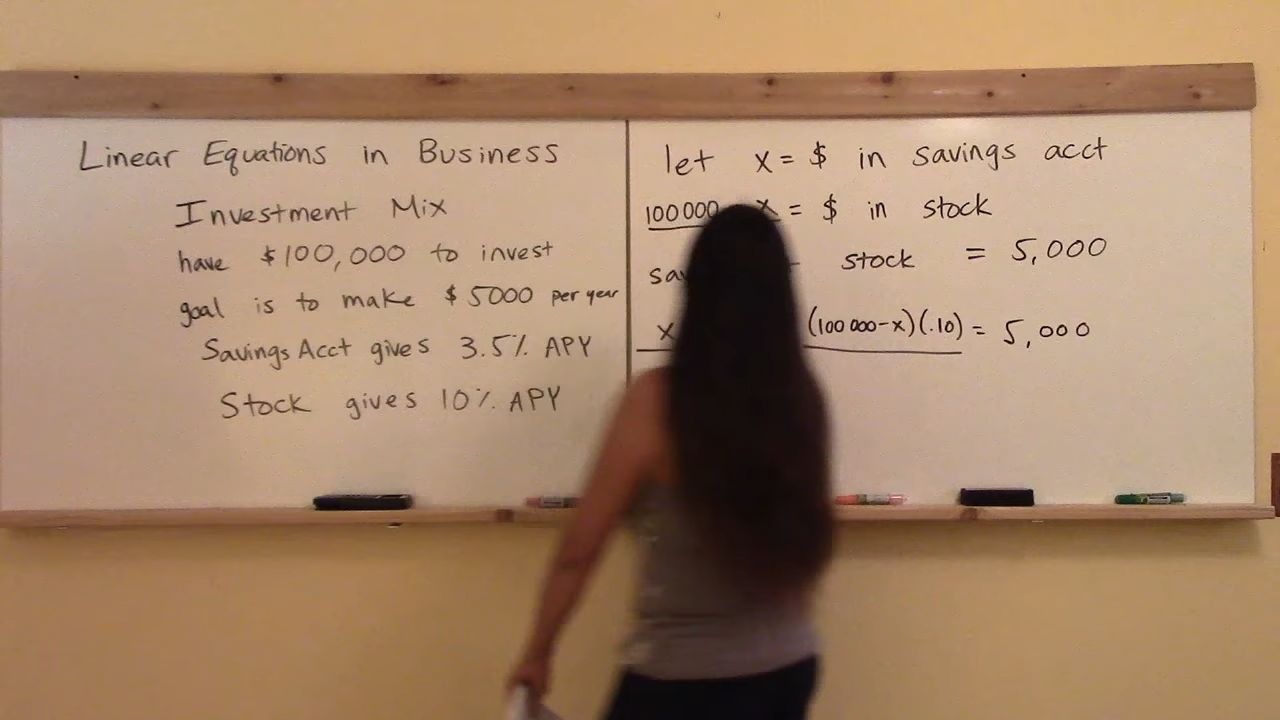 Linear Equations in Business
Investment Mix
have $100,000 to invest
goal is to make $5000 per year
Savings Acct gives 3.5% APY
Stock gives 10% APY
let x = $ in savings acct
100000 x = $ in stock
stock = 5,000
x (100000-x)(.10) = 5,000